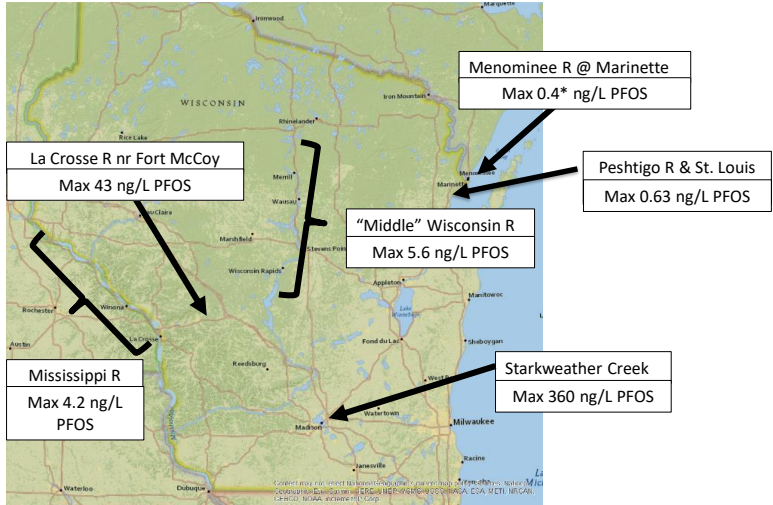 Marquette
Ironwood
Menominee R @ Marinette
Max 0.4* ng/L PFOS
Iron Mountain
WISCONSIN
Rhinelander
Rice Lake
La Crosse R nr Fort McCoy
Max 43 ng/L PFOS
Peshtigo R & St. Louis
Max 0.63 ng/L PFOS
Menominee
Marinette
Merrill
Wausau
Eau Claire
"Middle" Wisconsin R
Max 5.6 ng/L PFOS
Marshfield
Stevens Point
Wisconsin Rapids
Appleton
Manitowoc
Lake
Winnebago
Rochester
Winona
Austin
La Crosse
Fond du Lac
Sheboygan
Mississippi R
Max 4.2 ng/L
PFOS
Reedsburg
West
Starkweather Creek
Max 360 ng/L PFOS
Wisconsin
Watertown
Madison
Milwaukee
Janesville
Racine
Waterloo
Dubuque